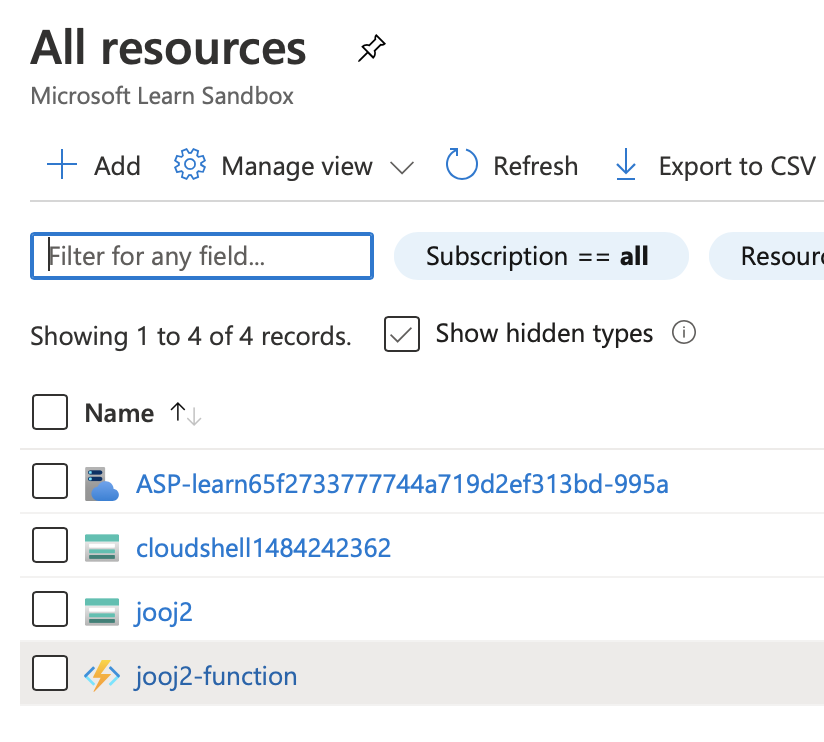 All resources
Microsoft Learn Sandbox
Add Manage view Refresh Export to CSV
Filter for any field... Subscription == all Resour
Showing 1 to 4 of 4 records. Show hidden types
Name
ASP-learn65f2733777744a719d2ef313bd-995a
cloudshell1484242362
jooj2
jooj2-function